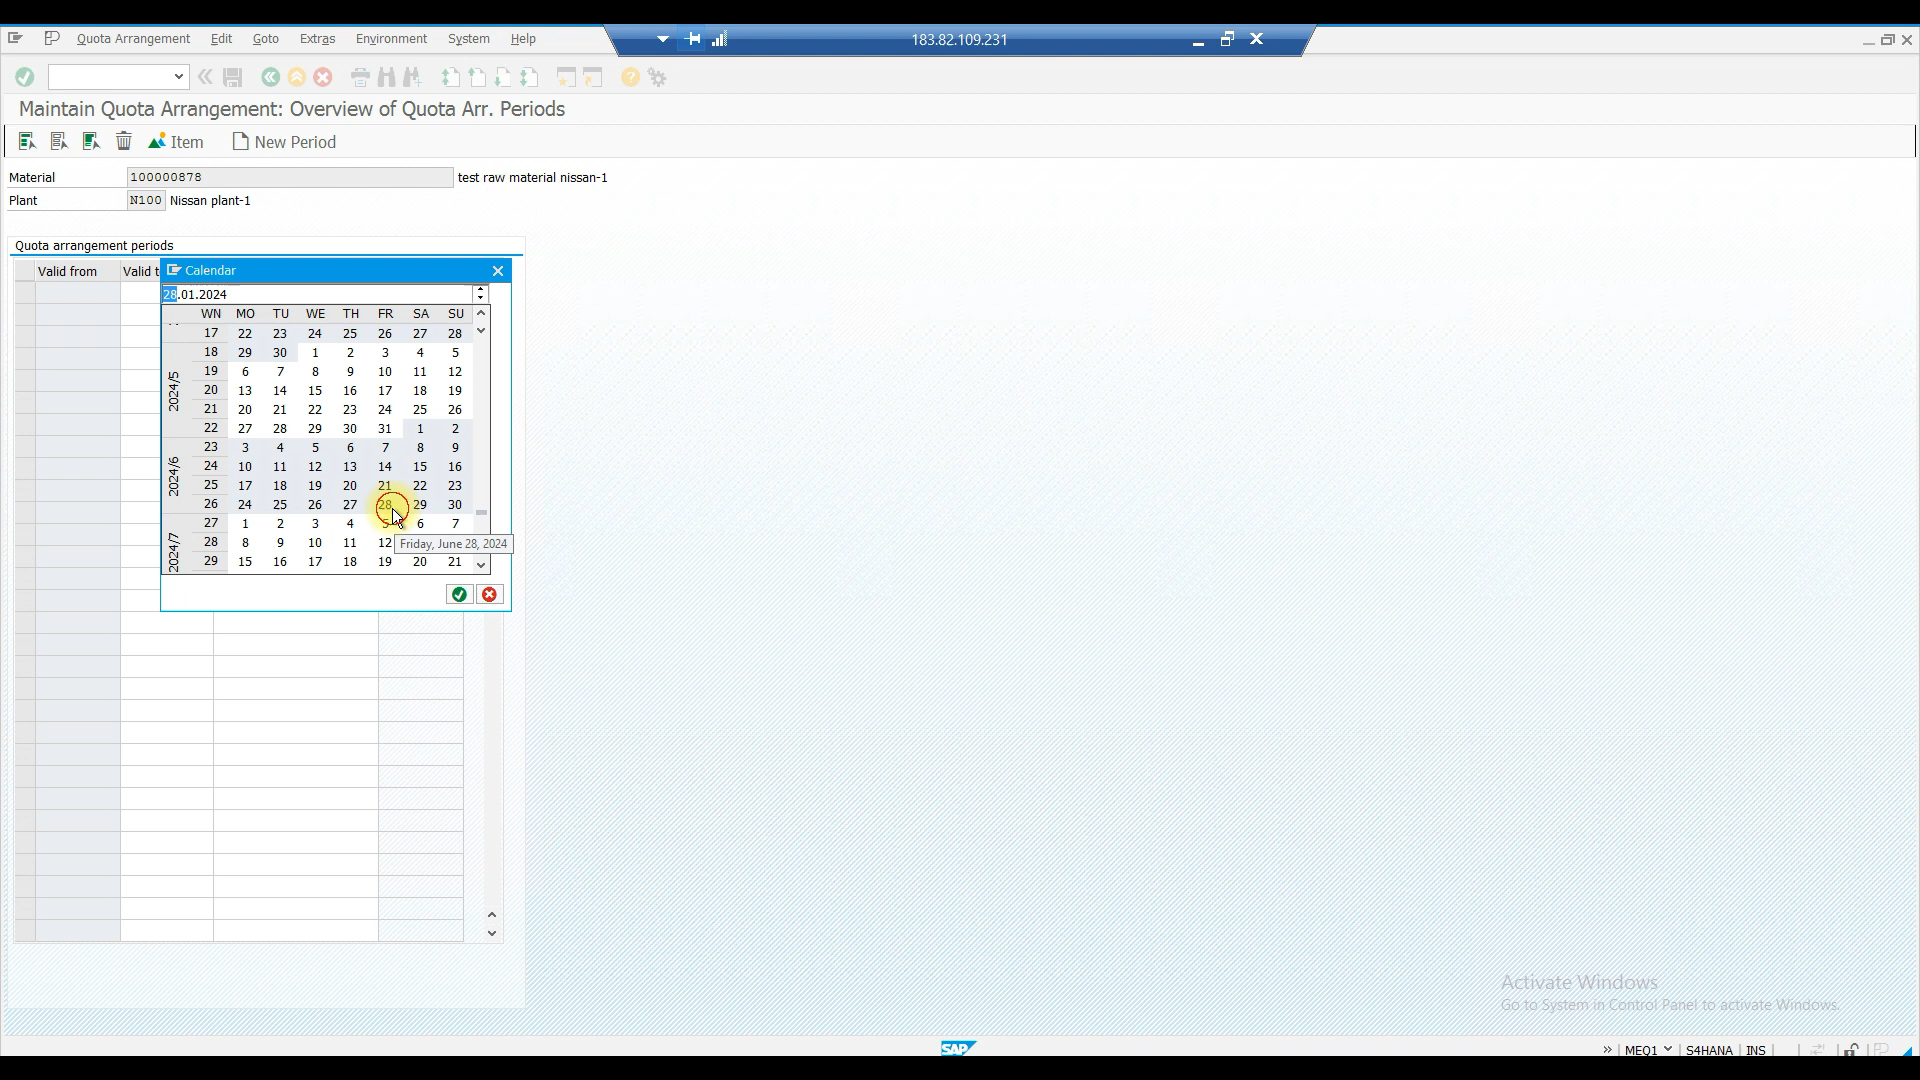 Quota Arrangement Edit Goto Extras Environment System Help
183.82.109.231
Maintain Quota Arrangement: Overview of Quota Arr. Periods
Item New Period
Material 100000878 test raw material nissan-1
Plant N100 Nissan plant-1
Quota arrangement periods
Valid from Valid t
Calendar
28.01.2024
WN MO TU WE TH FR SA SU
17 22 23 24 25 26 27 28
18 29 30 1 2 3 4 5
2024/5
19 6 7 8 9 10 11 12
20 13 14 15 16 17 18 19
21 20 21 22 23 24 25 26
22 27 28 29 30 31 1 2
2024/6
23 3 4 5 6 7 8 9
24 10 11 12 13 14 15 16
25 17 18 19 20 21 22 23
26 24 25 26 27 28 29 30
2024/7
27 1 2 3 4 5 6 7
28 8 9 10 11 12
Friday, June 28, 2024
29 15 16 17 18 19 20 21
Activate Windows
Go to System in Control Panel to activate Windows.
SAP
MEQ1 S4HANA INS